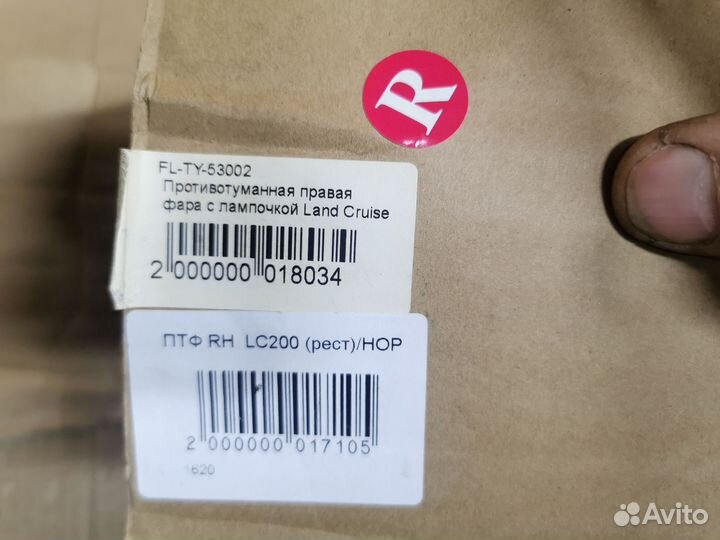 R
FL-TY-53002
Противотуманная правая
фара с лампочкой Land Cruise
2 000000 018034
ПТФ RH LC200 (рест)/НОР
2 000000 017105
1620
Avito